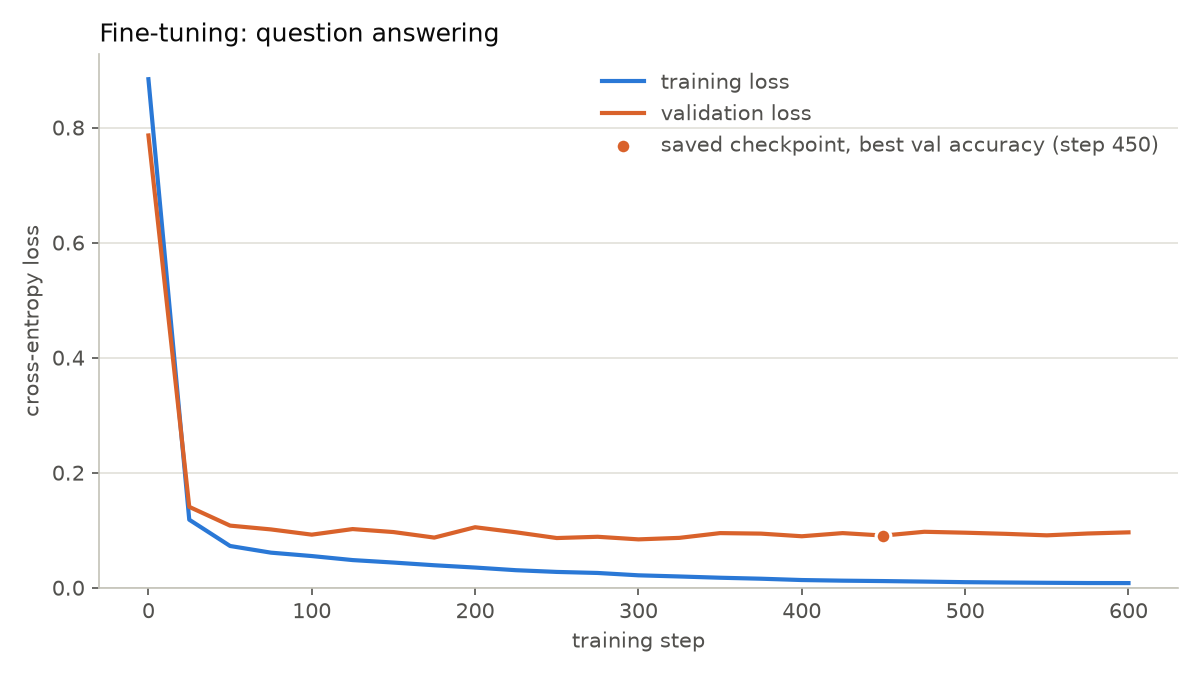 Fine-tuning: question answering
training loss
validation loss
saved checkpoint, best val accuracy (step 450)
cross-entropy loss
0.8
0.6
0.4
0.2
0.0
0 100 200 300 400 500 600
training step